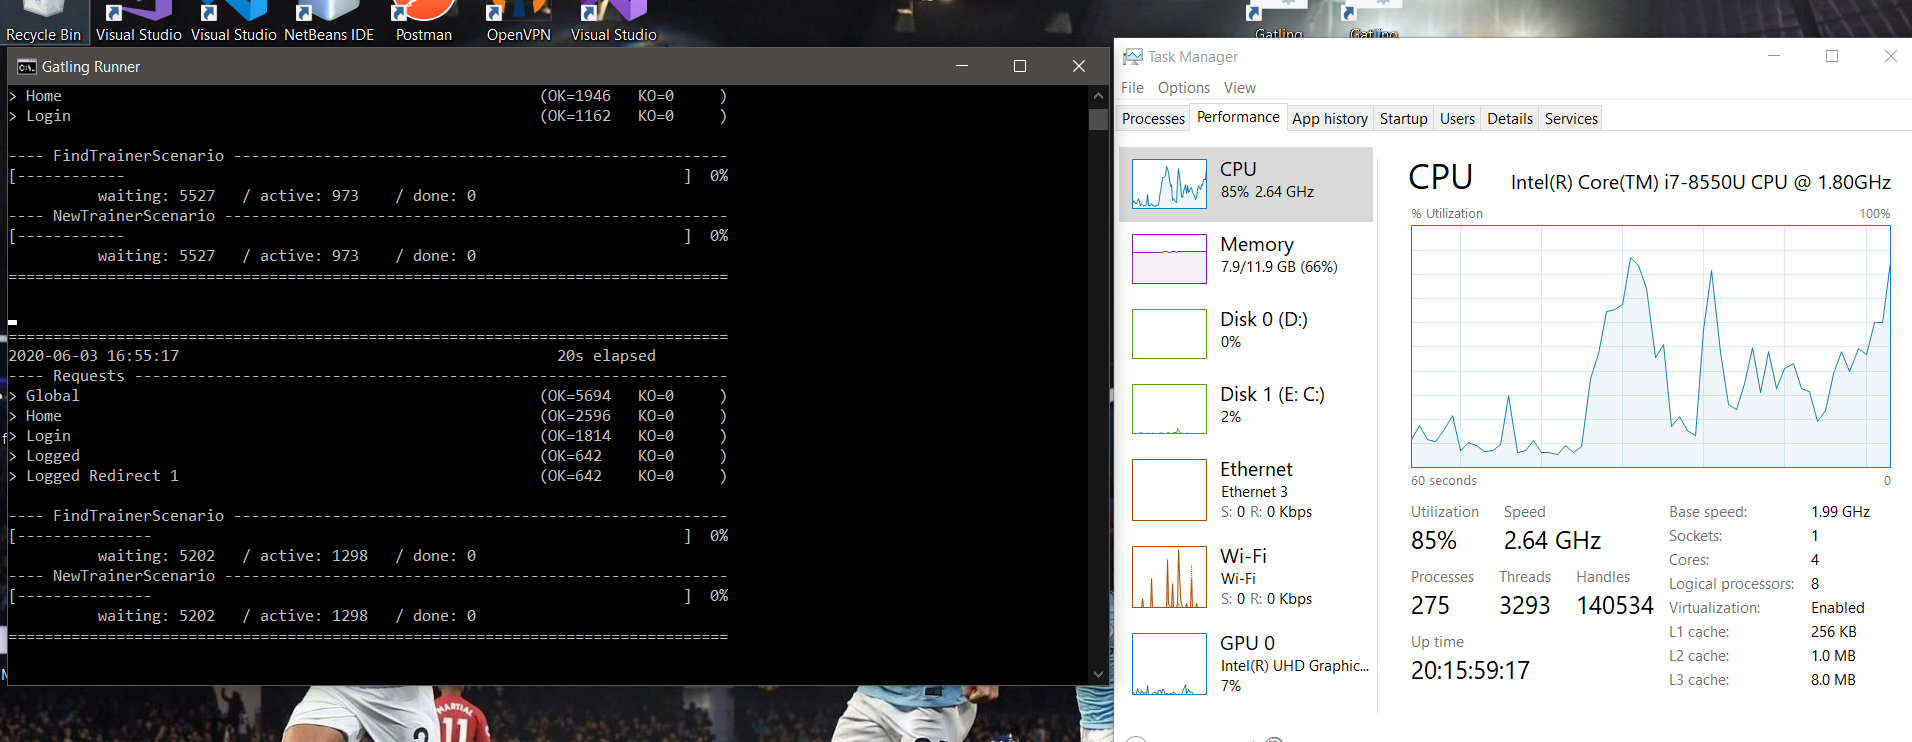 Recycle Bin
Visual Studio
Visual Studio
NetBeans IDE
Postman
OpenVPN
Visual Studio
Gatling
Gatling
Gatling Runner
> Home (OK=1946 KO=0 )
> Login (OK=1162 KO=0 )
---- FindTrainerScenario -------------------------------------------------------
[------------ ] 0%
waiting: 5527 / active: 973 / done: 0
---- NewTrainerScenario --------------------------------------------------------
[------------ ] 0%
waiting: 5527 / active: 973 / done: 0
================================================================================
================================================================================
2020-06-03 16:55:17 20s elapsed
---- Requests ------------------------------------------------------------------
> Global (OK=5694 KO=0 )
> Home (OK=2596 KO=0 )
> Login (OK=1814 KO=0 )
> Logged (OK=642 KO=0 )
> Logged Redirect 1 (OK=642 KO=0 )
---- FindTrainerScenario -------------------------------------------------------
[--------------- ] 0%
waiting: 5202 / active: 1298 / done: 0
---- NewTrainerScenario --------------------------------------------------------
[--------------- ] 0%
waiting: 5202 / active: 1298 / done: 0
================================================================================
MARTIAL
11
2
Task Manager
File Options View
Processes Performance App history Startup Users Details Services
CPU
85% 2.64 GHz
Memory
7.9/11.9 GB (66%)
Disk 0 (D:)
0%
Disk 1 (E: C:)
2%
Ethernet
Ethernet 3
S: 0 R: 0 Kbps
Wi-Fi
Wi-Fi
S: 0 R: 0 Kbps
GPU 0
Intel(R) UHD Graphic...
7%
CPU Intel(R) Core(TM) i7-8550U CPU @ 1.80GHz
% Utilization 100%
60 seconds 0
Utilization Speed
85% 2.64 GHz
Processes Threads Handles
275 3293 140534
Up time
20:15:59:17
Base speed: 1.99 GHz
Sockets: 1
Cores: 4
Logical processors: 8
Virtualization: Enabled
L1 cache: 256 KB
L2 cache: 1.0 MB
L3 cache: 8.0 MB